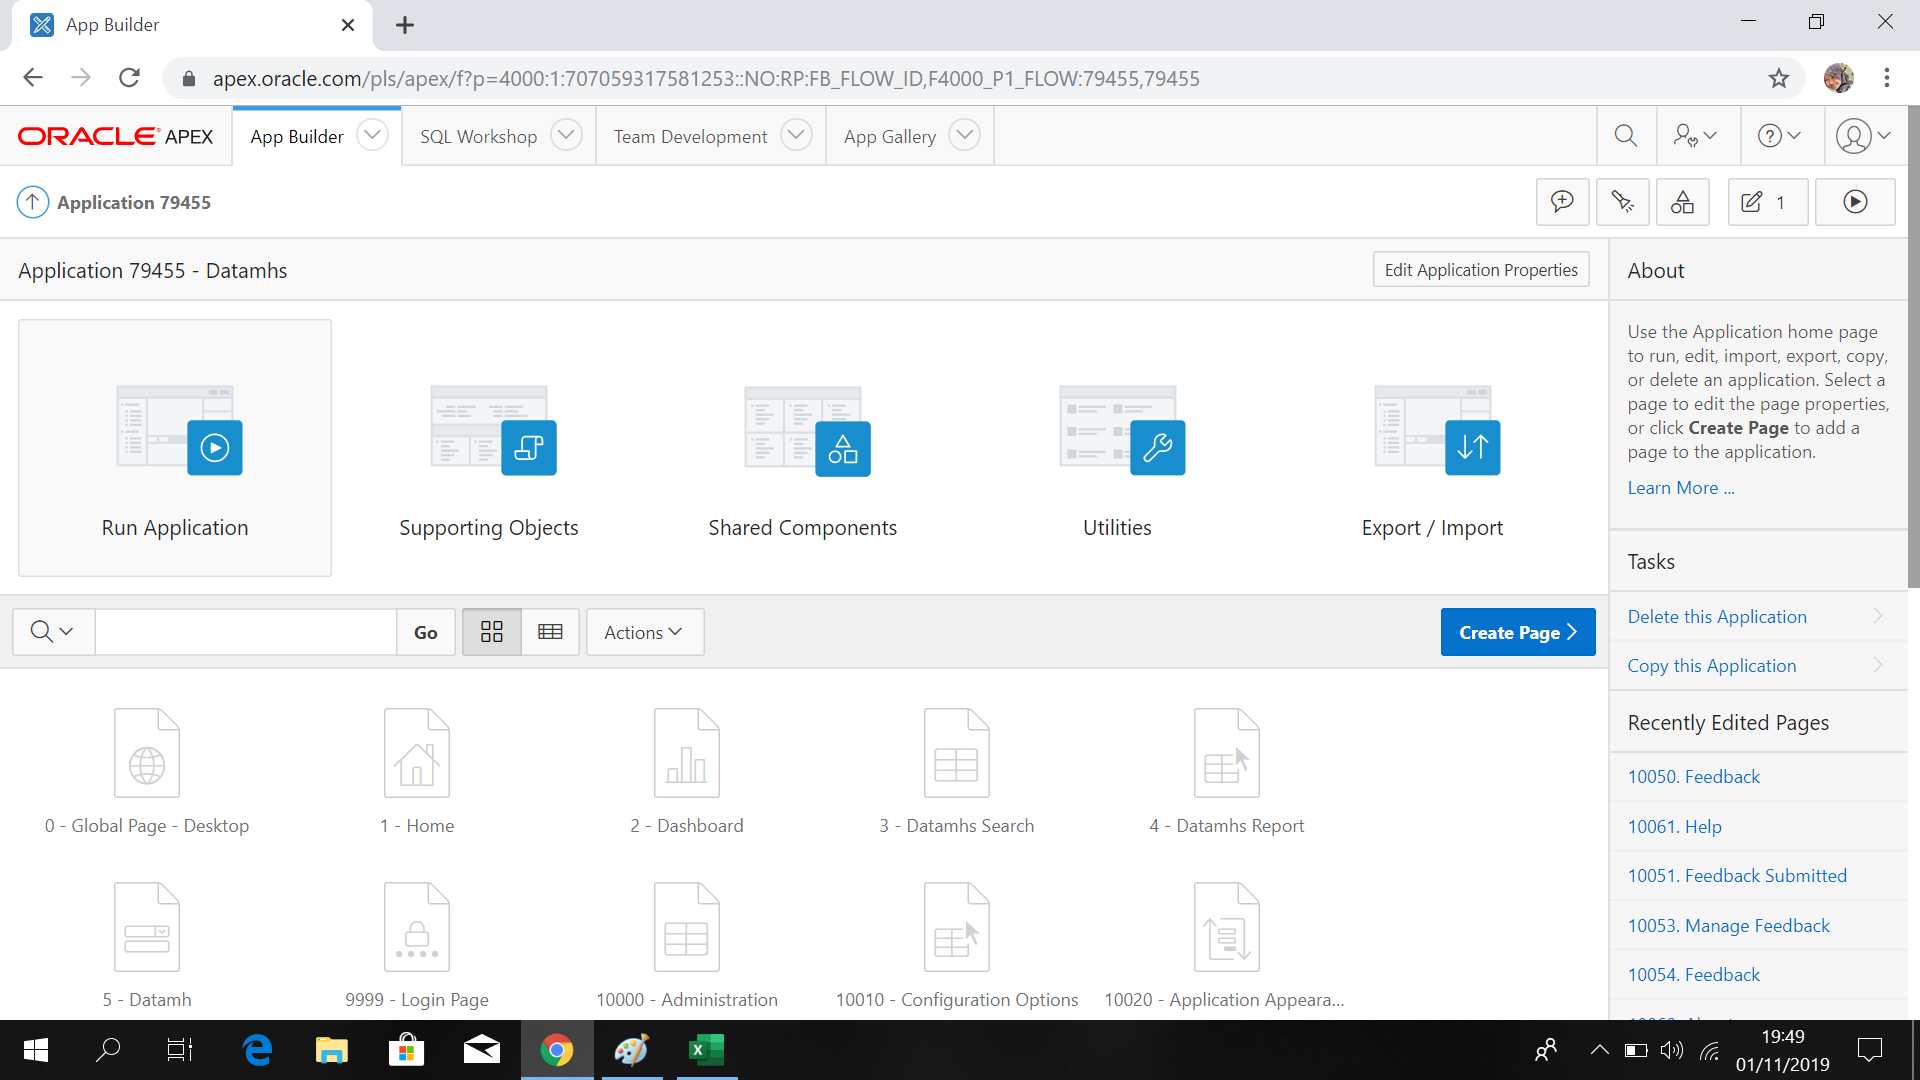 App Builder
apex.oracle.com/pls/apex/f?p=4000:1:707059317581253::NO:RP:FB_FLOW_ID,F4000_P1_FLOW:79455,79455
ORACLE APEX
App Builder
SQL Workshop
Team Development
App Gallery
Application 79455
1
Application 79455 - Datamhs
Edit Application Properties
Run Application
Supporting Objects
Shared Components
Utilities
Export / Import
Go
Actions
Create Page
0 - Global Page - Desktop
1 - Home
2 - Dashboard
3 - Datamhs Search
4 - Datamhs Report
5 - Datamh
9999 - Login Page
10000 - Administration
10010 - Configuration Options
10020 - Application Appeara...
About
Use the Application home page
to run, edit, import, export, copy,
or delete an application. Select a
page to edit the page properties,
or click Create Page to add a
page to the application.
Learn More ...
Tasks
Delete this Application
Copy this Application
Recently Edited Pages
10050. Feedback
10061. Help
10051. Feedback Submitted
10053. Manage Feedback
10054. Feedback
19:49
01/11/2019